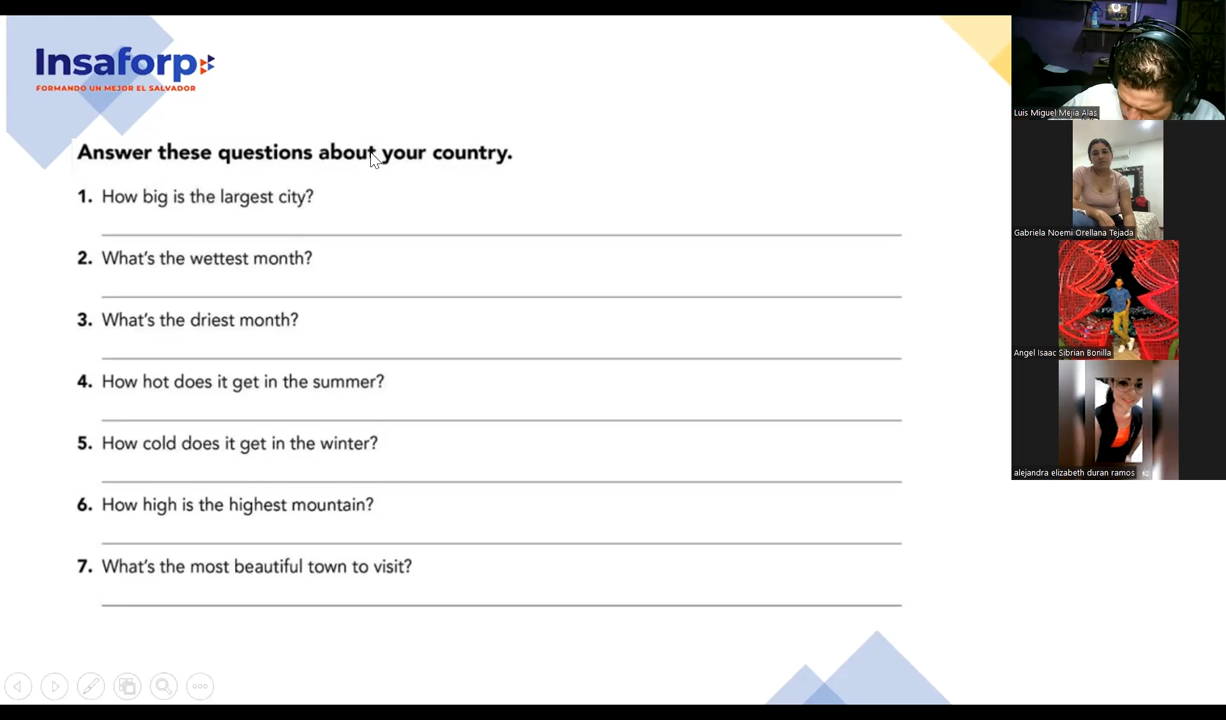 Insaforp
FORMANDO UN MEJOR EL SALVADOR
Answer these questions about your country.
1. How big is the largest city?
2. What's the wettest month?
3. What's the driest month?
4. How hot does it get in the summer?
5. How cold does it get in the winter?
6. How high is the highest mountain?
7. What's the most beautiful town to visit?
Luis Miguel Mejia Alas
Gabriela Noemi Orellana Tejada
Angel Isaac Sibrian Bonilla
alejandra elizabeth duran ramos